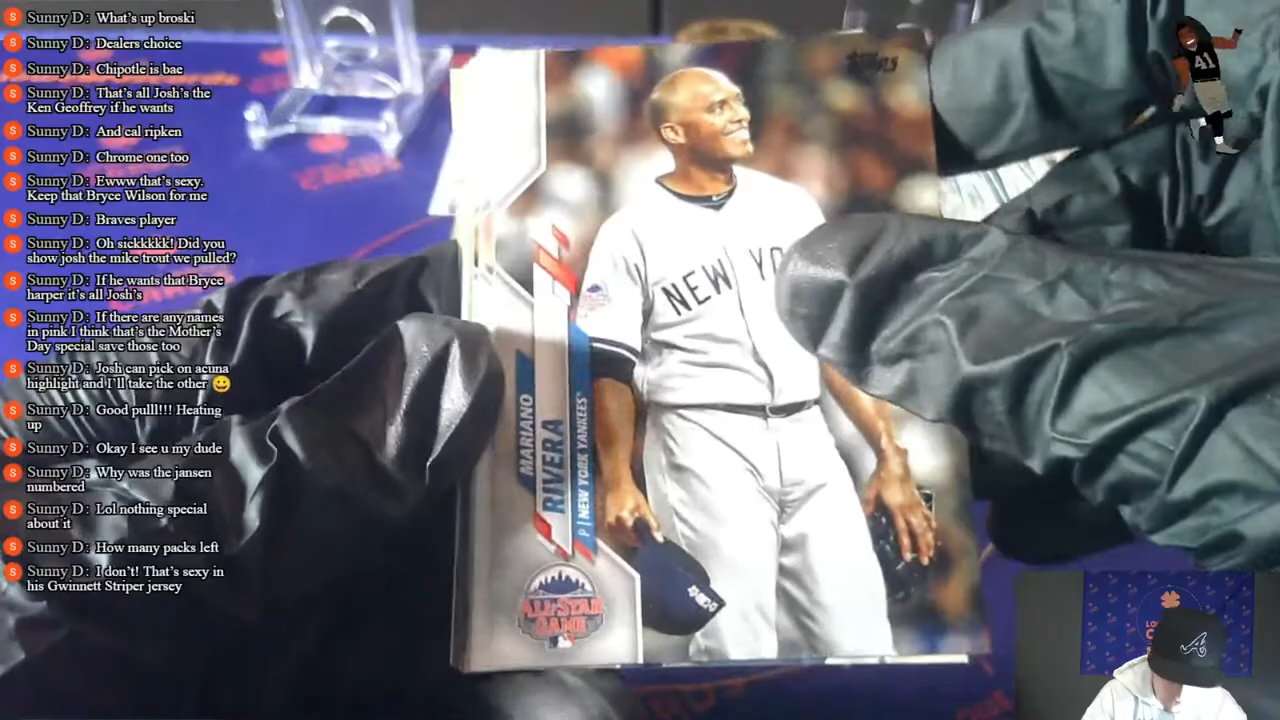 Sunny D: What's up broski
Sunny D: Dealers choice
Sunny D: Chipotle is bae
Sunny D: That's all Josh's the
Ken Geoffrey if he wants
Sunny D: And cal ripken
Sunny D: Chrome one too
Sunny D: Ewww that's sexy.
Keep that Bryce Wilson for me
Sunny D: Braves player
Sunny D: Oh sickkkkk! Did you
show josh the mike trout we pulled?
Sunny D: If he wants that Bryce
harper it's all Josh's
Sunny D: If there are any names
in pink I think that's the Mother's
Day special save those too
Sunny D: Josh can pick on acuna
highlight and I'll take the other 😀
Sunny D: Good pulll!!! Heating
up
Sunny D: Okay I see u my dude
Sunny D: Why was the jansen
numbered
Sunny D: Lol nothing special
about it
Sunny D: How many packs left
Sunny D: I don't! That's sexy in
his Gwinnett Striper jersey
topps
NEW YO
MARIANO
RIVERA
P | NEW YORK YANKEES
ALL-STAR
GAME
41